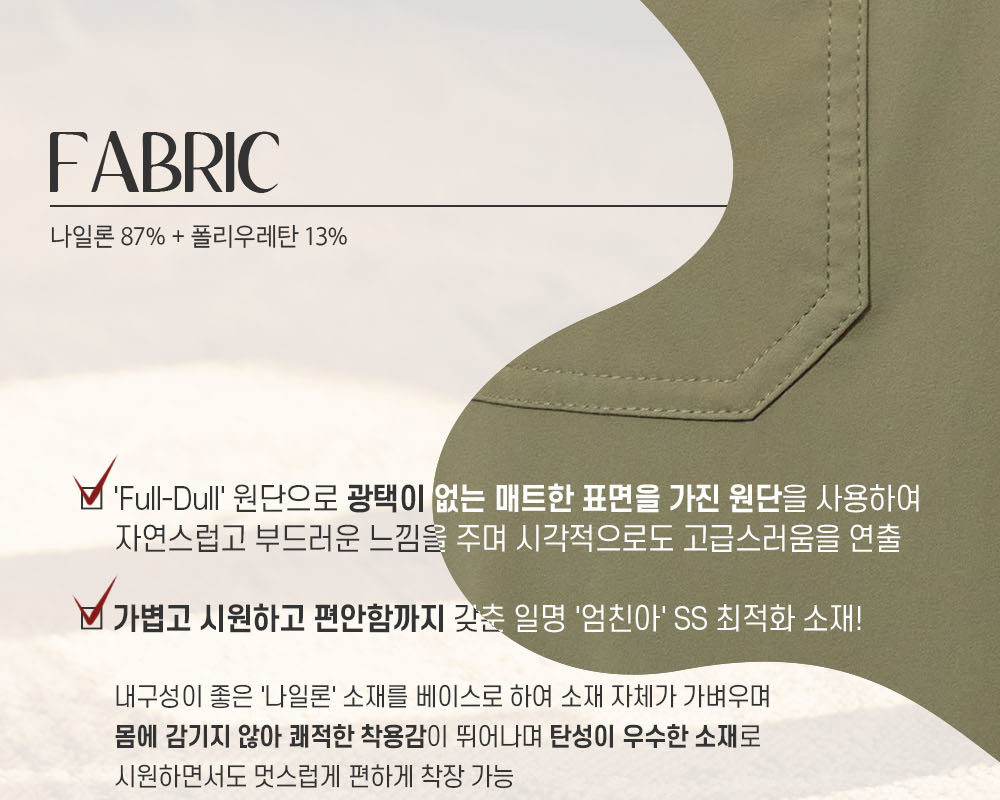 FABRIC
나일론 87% + 폴리우레탄 13%
'Full-Dull' 원단으로 광택이 없는 매트한 표면을 가진 원단을 사용하여
자연스럽고 부드러운 느낌을 주며 시각적으로도 고급스러움을 연출
가볍고 시원하고 편안함까지 갖춘 일명 '엄친아' SS 최적화 소재!
내구성이 좋은 '나일론' 소재를 베이스로 하여 소재 자체가 가벼우며
몸에 감기지 않아 쾌적한 착용감이 뛰어나며 탄성이 우수한 소재로
시원하면서도 멋스럽게 편하게 착장 가능